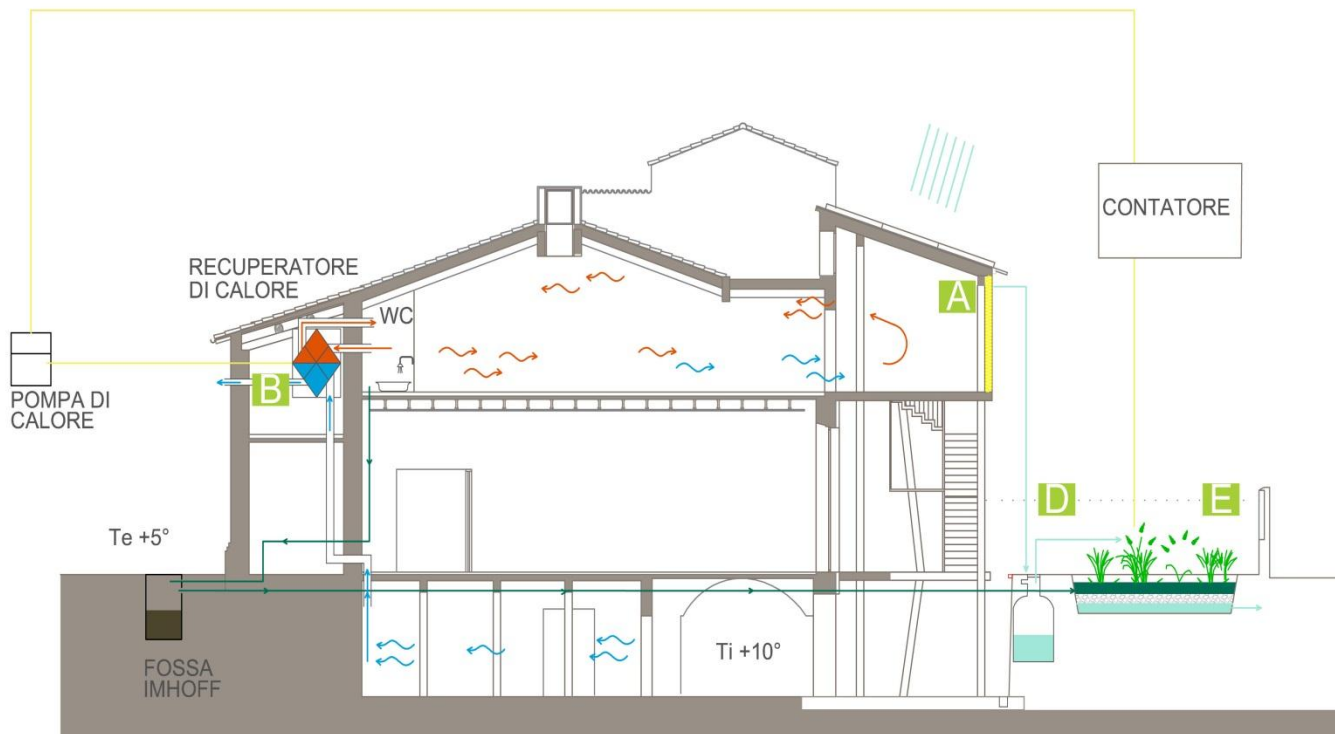 CONTATORE
A
RECUPERATORE
DI CALORE
WC
B
POMPA DI
CALORE
D
E
Te +5°
Ti +10°
FOSSA
IMHOFF